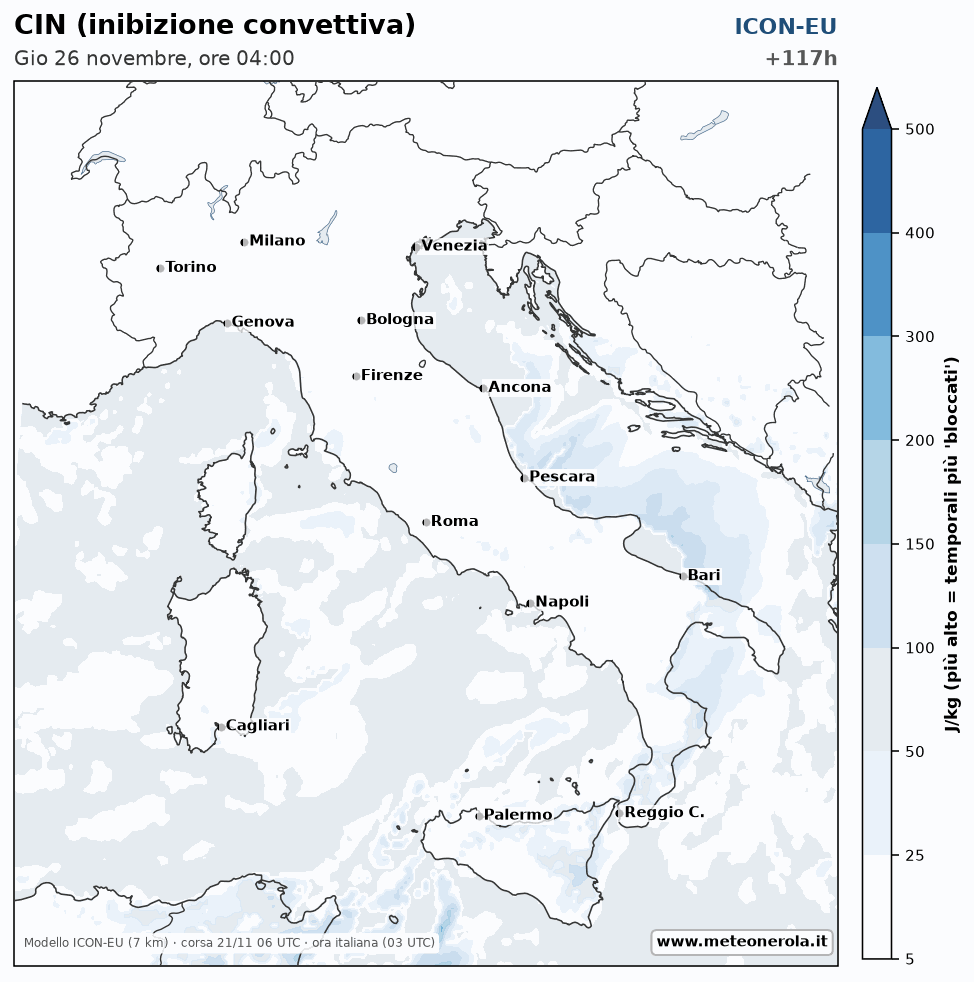 CIN (inibizione convettiva)
ICON-EU
Gio 26 novembre, ore 04:00
+117h
Milano
Venezia
Torino
Genova
Bologna
Firenze
Ancona
Pescara
Roma
Bari
Napoli
Cagliari
Palermo
Reggio C.
500
400
300
200
150
100
50
25
5
J/kg (più alto = temporali più 'bloccati')
Modello ICON-EU (7 km) · corsa 21/11 06 UTC · ora italiana (03 UTC)
www.meteonerola.it